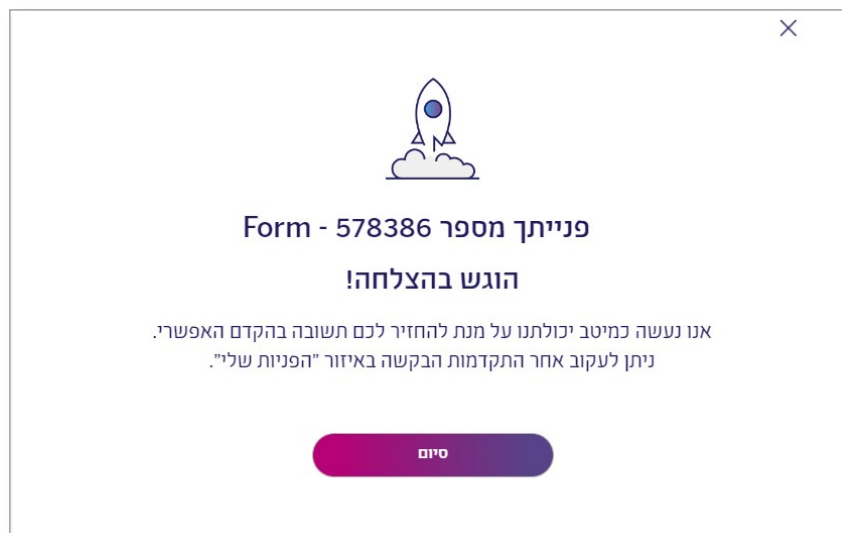 פנייתך מספר Form - 578386
הוגש בהצלחה!
אנו נעשה כמיטב יכולתנו על מנת להחזיר לכם תשובה בהקדם האפשרי.
ניתן לעקוב אחר התקדמות הבקשה באיזור "הפניות שלי".
סיום